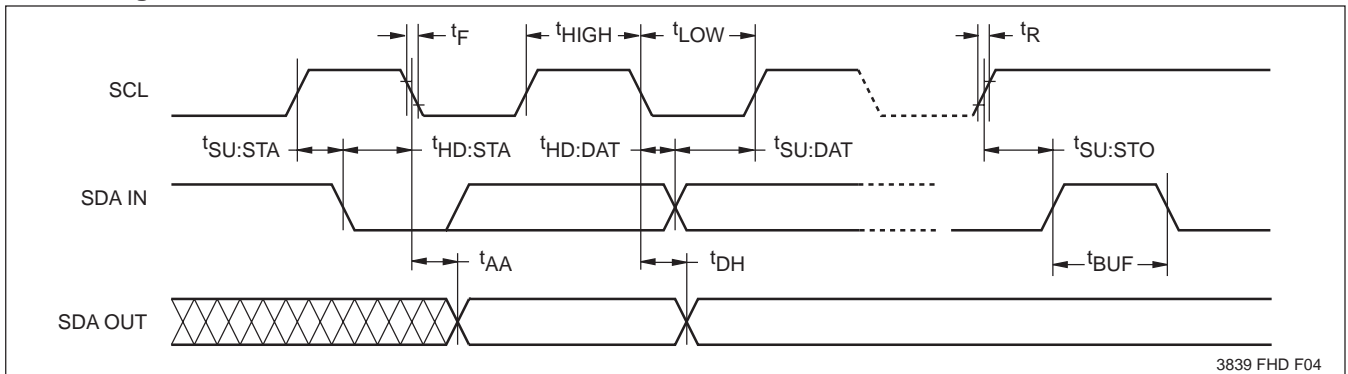 tF tHIGH tLOW tR
SCL
tSU:STA tHD:STA tHD:DAT tSU:DAT tSU:STO
SDA IN
tAA tDH tBUF
SDA OUT
3839 FHD F04